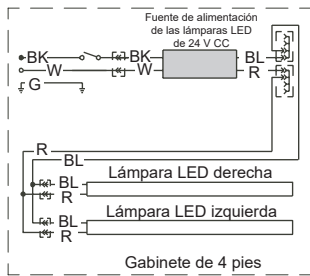 Fuente de alimentación
de las lámparas LED
de 24 V CC
BK BK BL
W W R
G
R
BL
Lámpara LED derecha
BL
R
Lámpara LED izquierda
BL
R
Gabinete de 4 pies